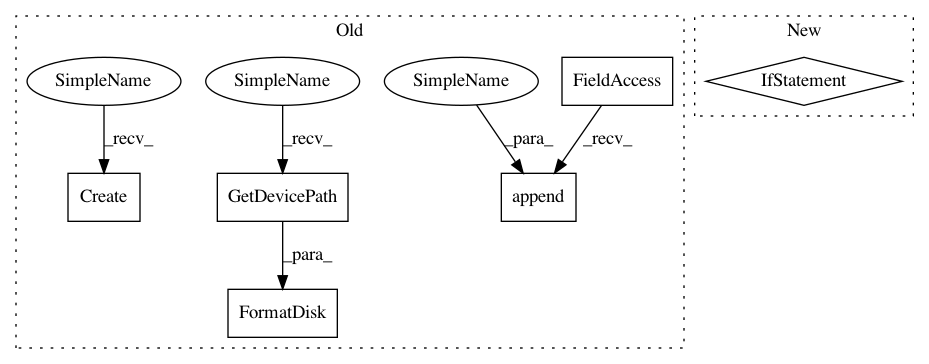 Old
New
SimpleName
SimpleName
SimpleName
FieldAccess
IfStatement
_recv_
_recv_
_para_
_recv_
Create
GetDevicePath
append
_para_
FormatDisk